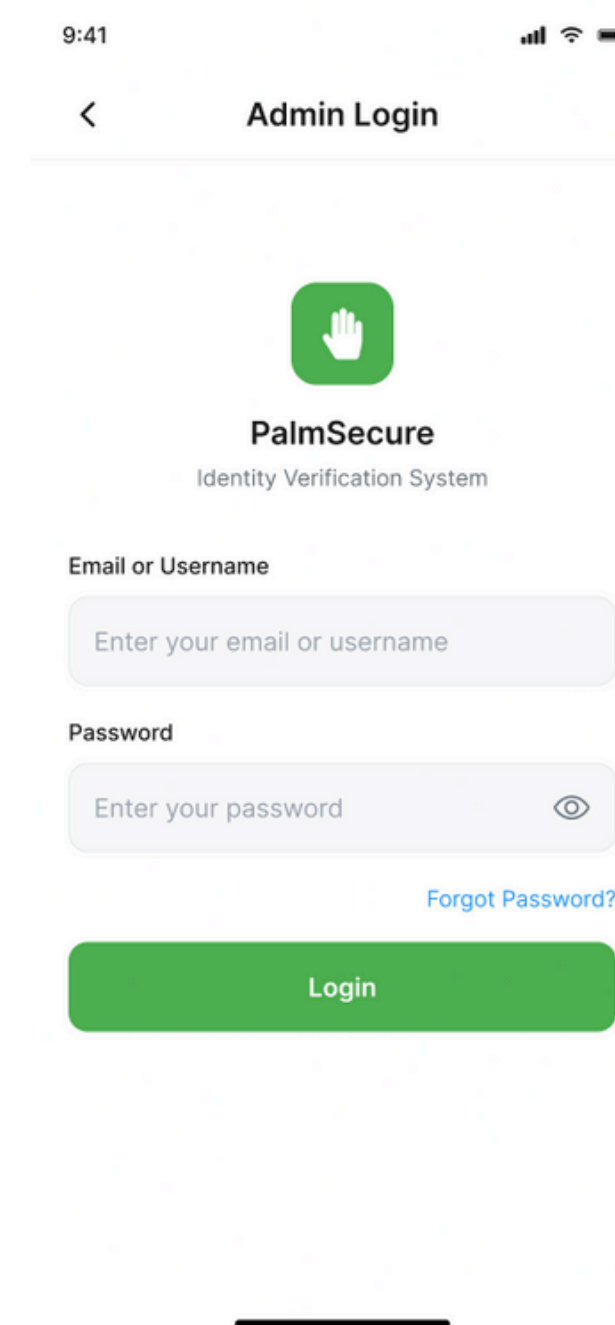 9:41
Admin Login
PalmSecure
Identity Verification System
Email or Username
Enter your email or username
Password
Enter your password
Forgot Password?
Login